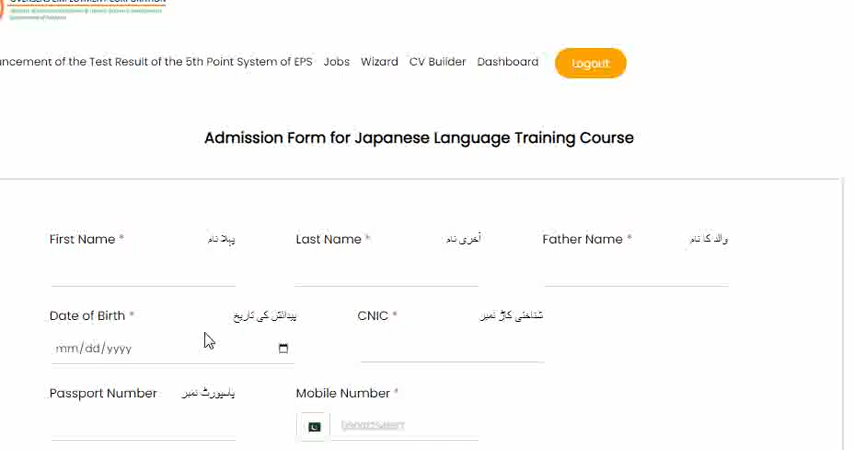 OVERSEAS EMPLOYMENT CORPORATION
ncement of the Test Result of the 5th Point System of EPS Jobs Wizard CV Builder Dashboard Logout
Admission Form for Japanese Language Training Course
First Name * پہلا نام Last Name * آخری نام Father Name * والد کا نام
Date of Birth * پیدائش کی تاریخ CNIC * شناختی کارڈ نمبر
mm/dd/yyyy
Passport Number پاسپورٹ نمبر Mobile Number *